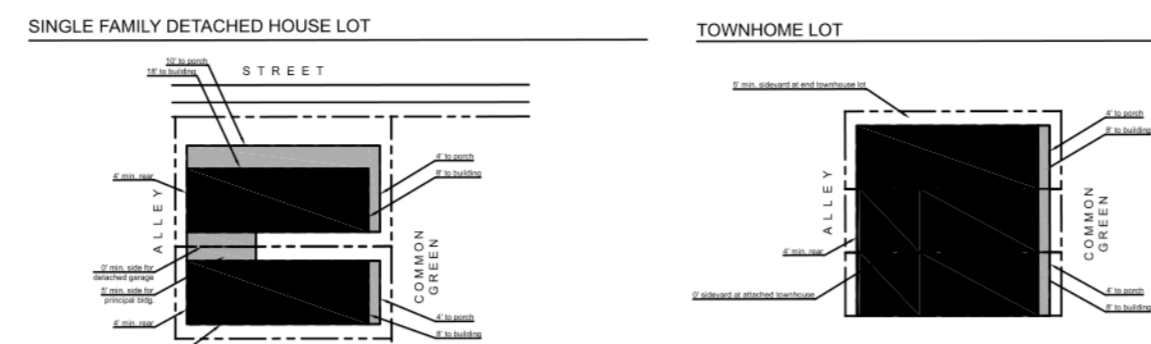 SINGLE FAMILY DETACHED HOUSE LOT
10' to porch
18' to building
STREET
4' to porch
8' to building
4' min. rear
ALLEY
COMMON
GREEN
0' min. side for
detached garage
5' min. side for
principal bldg.
4' min. rear
4' to porch
8' to building
TOWNHOME LOT
5' min. sideyard at end townhouse lot
4' to porch
8' to building
ALLEY
COMMON
GREEN
4' min. rear
0' sideyard at attached townhouse
4' to porch
8' to building